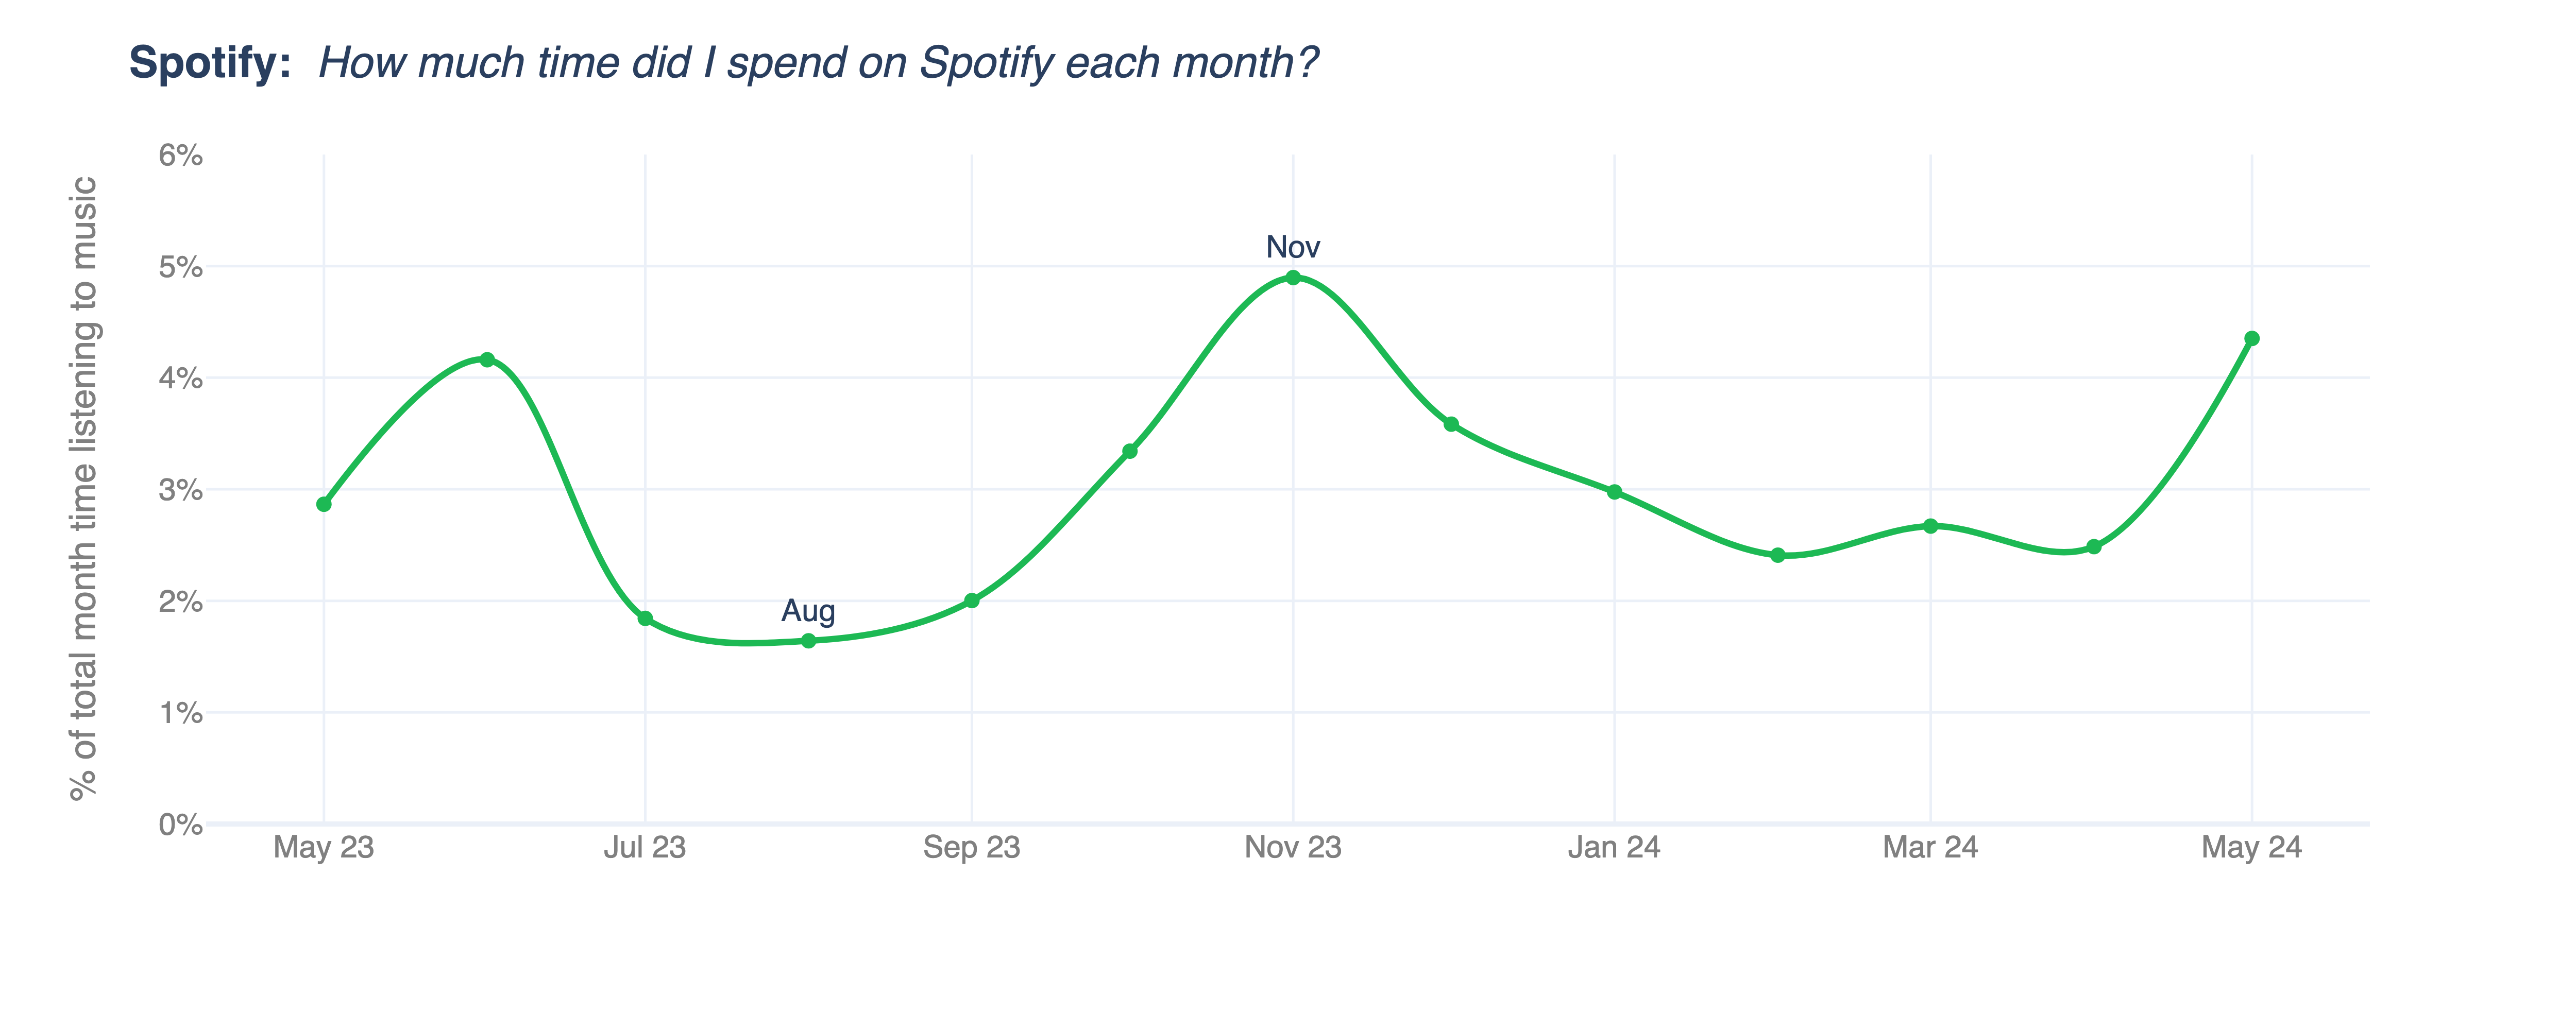 Spotify: How much time did I spend on Spotify each month?
% of total month time listening to music
6%
5%
4%
3%
2%
1%
0%
Nov
Aug
May 23 Jul 23 Sep 23 Nov 23 Jan 24 Mar 24 May 24